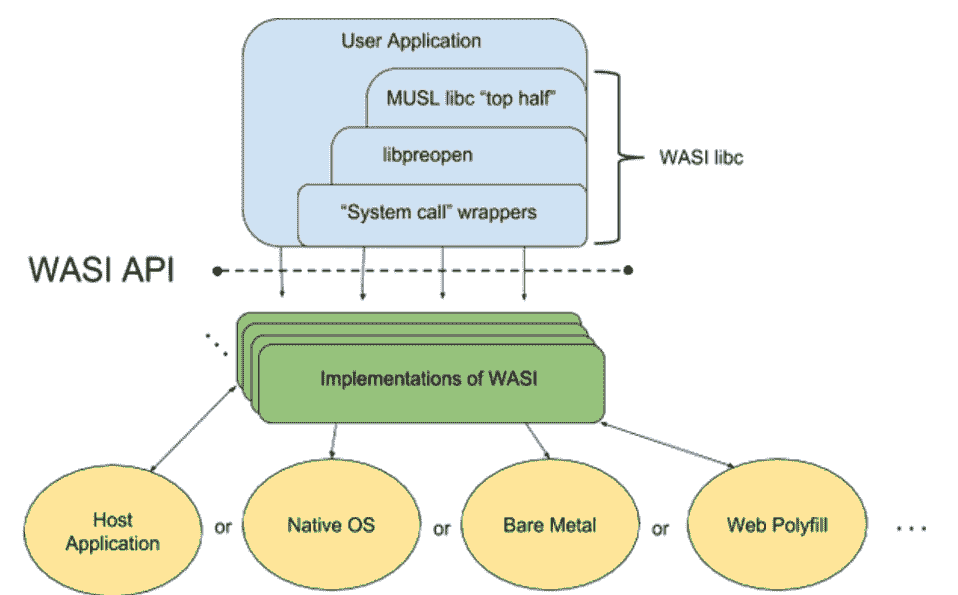 User Application
MUSL libc “top half”
libpreopen
WASI libc
“System call” wrappers
WASI API
Implementations of WASI
Host
Application
or
Native OS
or
Bare Metal
or
Web Polyfill
...